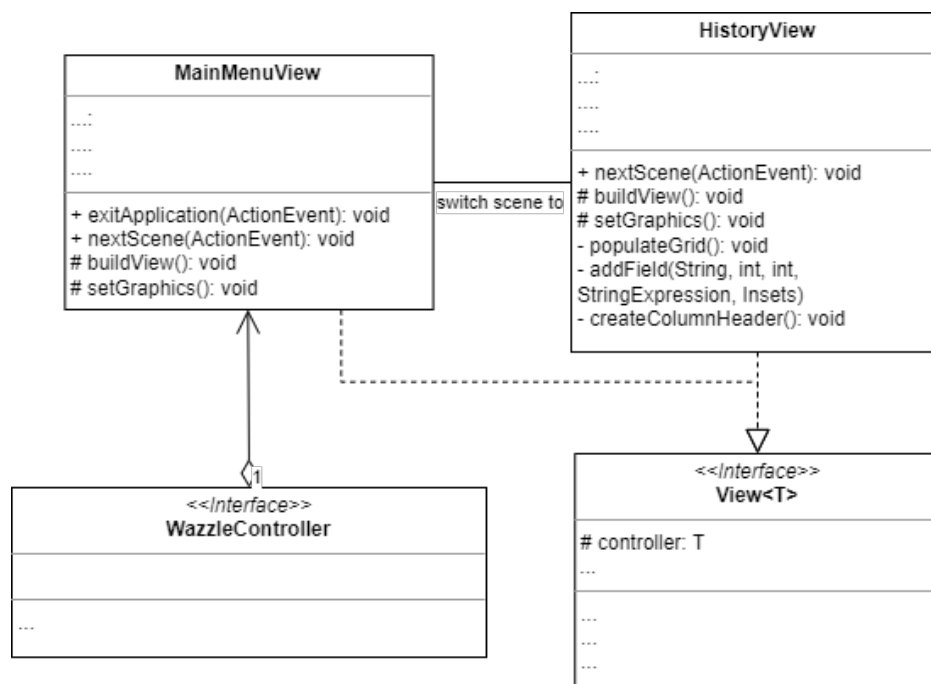 MainMenuView
...:
....
....
+ exitApplication(ActionEvent): void
+ nextScene(ActionEvent): void
# buildView(): void
# setGraphics(): void
HistoryView
...:
....
....
+ nextScene(ActionEvent): void
# buildView(): void
# setGraphics(): void
- populateGrid(): void
- addField(String, int, int,
StringExpression, Insets)
- createColumnHeader(): void
switch scene to
1
<<Interface>>
WazzleController
...
<<Interface>>
View<T>
# controller: T
...
...
...
...